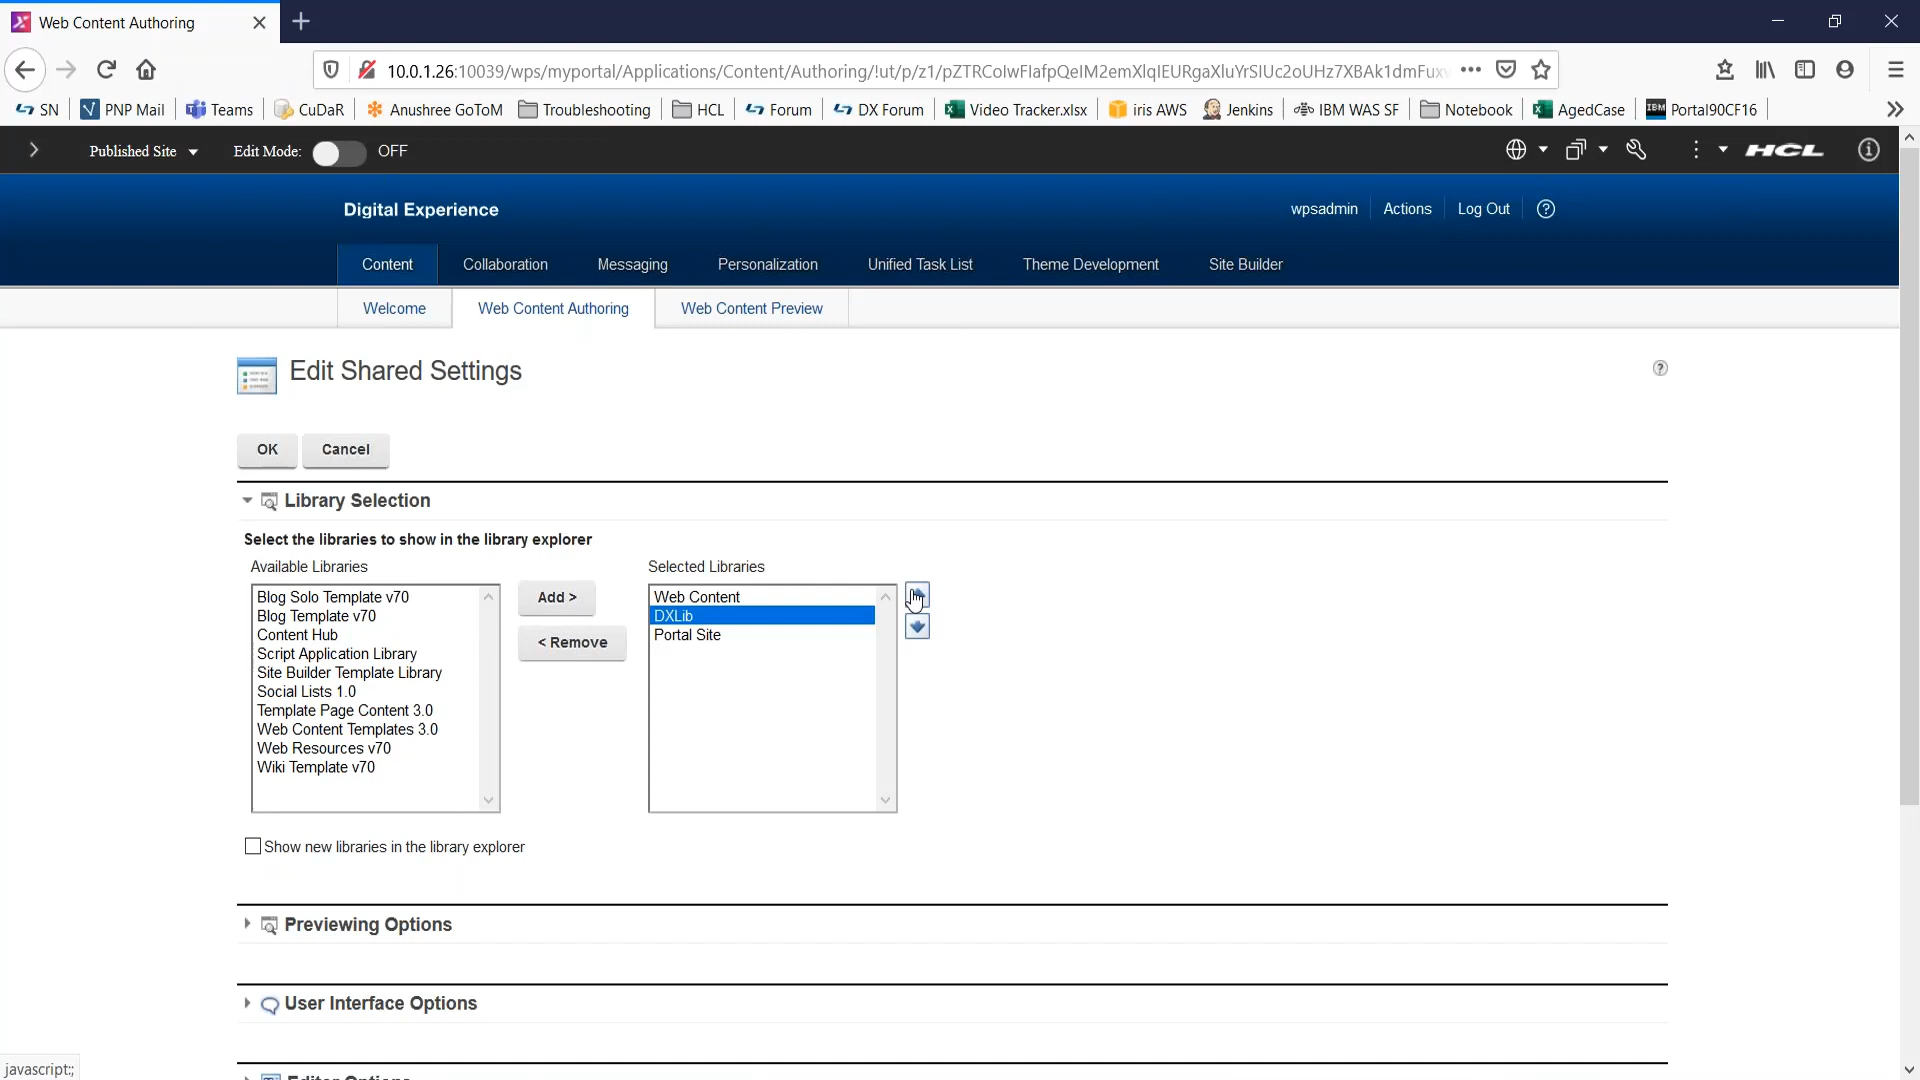 Web Content Authoring
10.0.1.26:10039/wps/myportal/Applications/Content/Authoring/!ut/p/z1/pZTRCoIwFIafpQeIM2emXlqIEURgaXluYrSIUc2oUHz7XBAk1dmFuxv
SN
PNP Mail
Teams
CuDaR
Anushree GoToM
Troubleshooting
HCL
Forum
DX Forum
Video Tracker.xlsx
iris AWS
Jenkins
IBM WAS SF
Notebook
AgedCase
IBM Portal90CF16
Published Site
Edit Mode:
OFF
HCL
Digital Experience
wpsadmin
Actions
Log Out
Content
Collaboration
Messaging
Personalization
Unified Task List
Theme Development
Site Builder
Welcome
Web Content Authoring
Web Content Preview
Edit Shared Settings
OK
Cancel
Library Selection
Select the libraries to show in the library explorer
Available Libraries
Selected Libraries
Blog Solo Template v70
Blog Template v70
Content Hub
Script Application Library
Site Builder Template Library
Social Lists 1.0
Template Page Content 3.0
Web Content Templates 3.0
Web Resources v70
Wiki Template v70
Add >
< Remove
Web Content
DXLib
Portal Site
Show new libraries in the library explorer
Previewing Options
User Interface Options
Editor Options
javascript:;